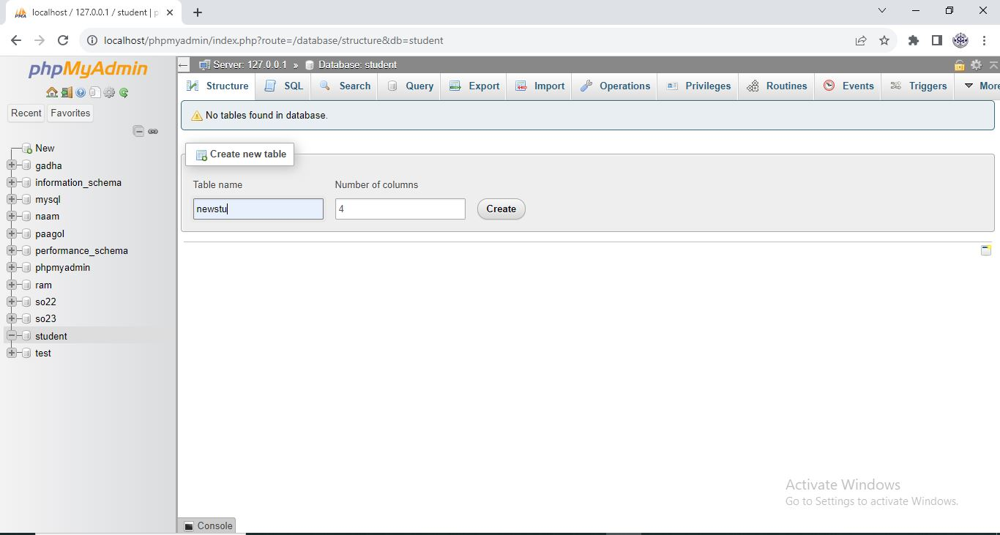 localhost / 127.0.0.1 / student | p
localhost/phpmyadmin/index.php?route=/database/structure&db=student
phpMyAdmin
Recent Favorites
New
gadha
information_schema
mysql
naam
paagol
performance_schema
phpmyadmin
ram
so22
so23
student
test
Server: 127.0.0.1 » Database: student
Structure SQL Search Query Export Import Operations Privileges Routines Events Triggers More
No tables found in database.
Create new table
Table name Number of columns
newstu 4 Create
Activate Windows
Go to Settings to activate Windows.
Console